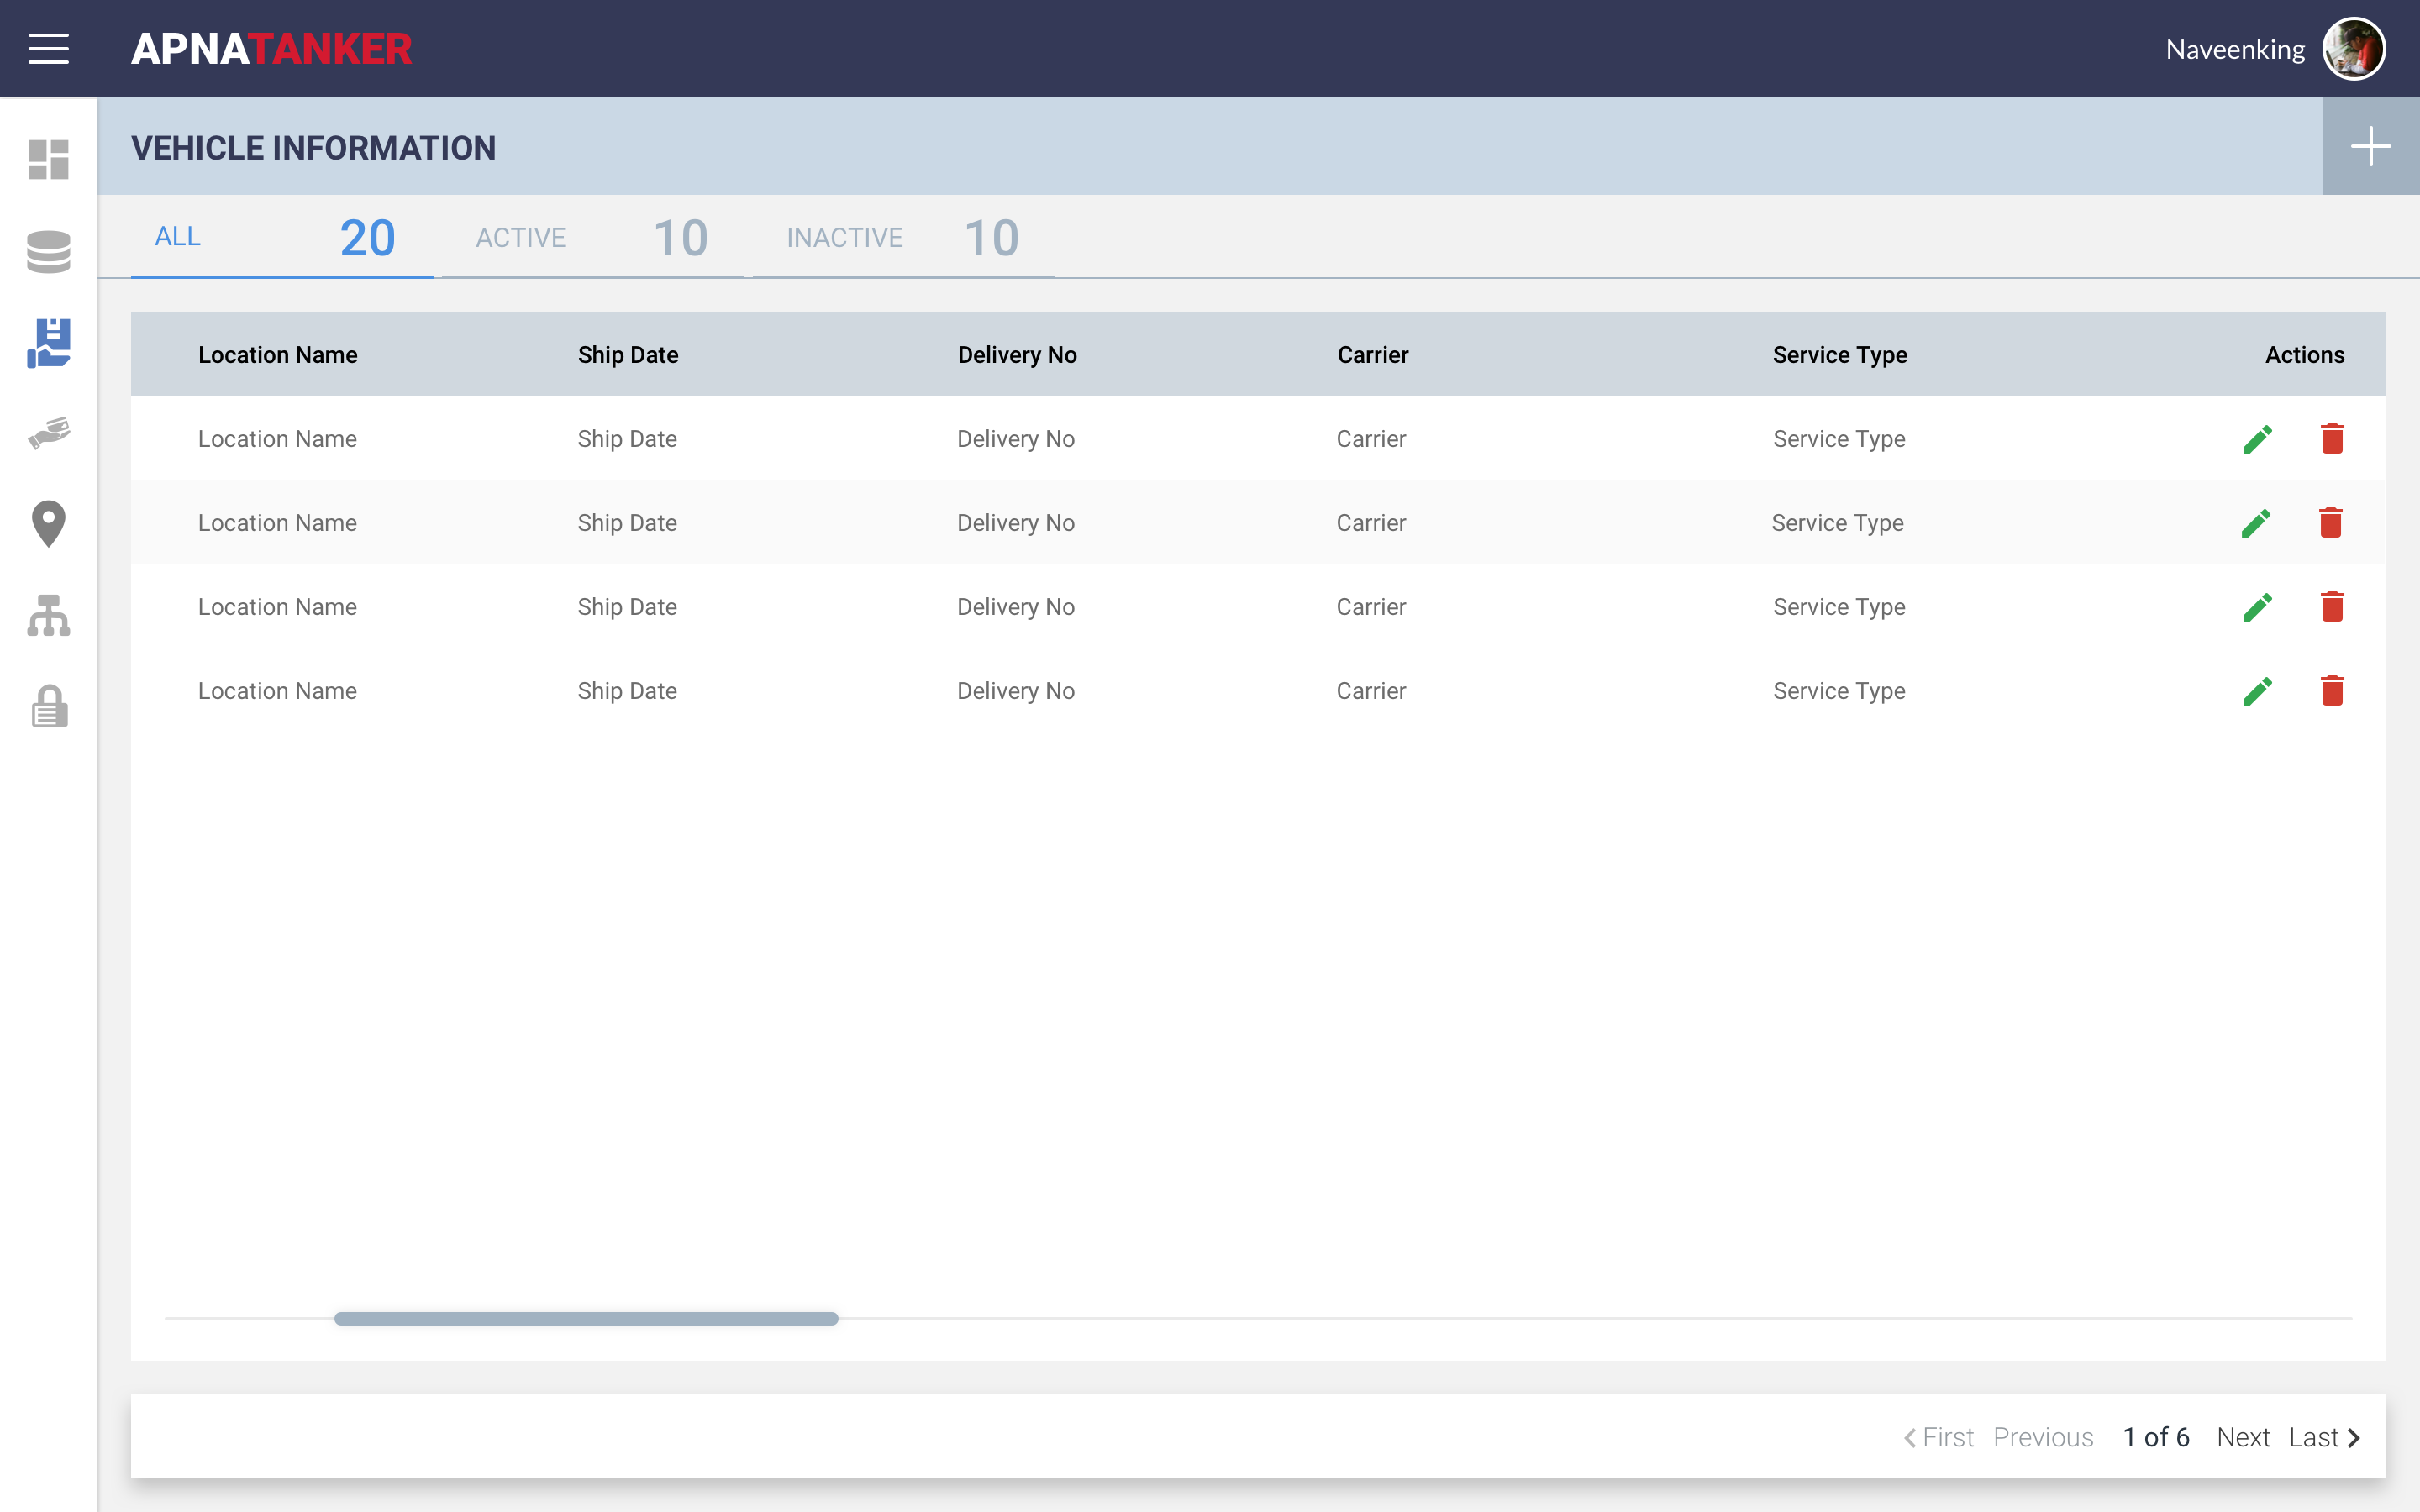 APNATANKER
Naveenking
VEHICLE INFORMATION
ALL 20 ACTIVE 10 INACTIVE 10
Location Name Ship Date Delivery No Carrier Service Type Actions
Location Name Ship Date Delivery No Carrier Service Type
Location Name Ship Date Delivery No Carrier Service Type
Location Name Ship Date Delivery No Carrier Service Type
Location Name Ship Date Delivery No Carrier Service Type
First Previous 1 of 6 Next Last